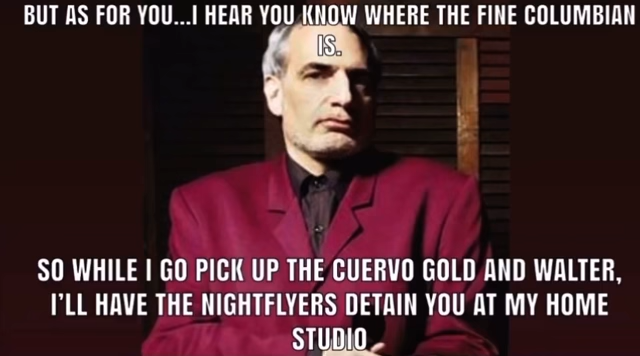 BUT AS FOR YOU...I HEAR YOU KNOW WHERE THE FINE COLUMBIAN
IS.
SO WHILE I GO PICK UP THE CUERVO GOLD AND WALTER,
I'LL HAVE THE NIGHTFLYERS DETAIN YOU AT MY HOME
STUDIO